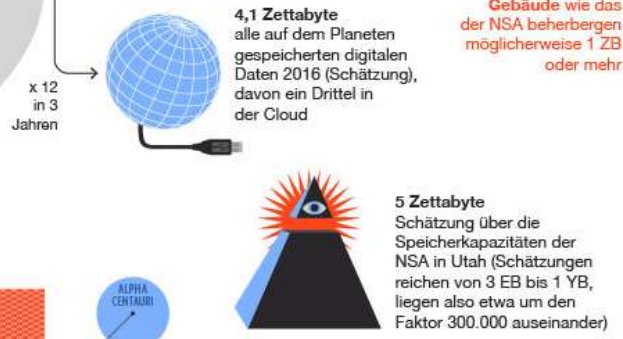 4,1 Zettabyte
alle auf dem Planeten
gespeicherten digitalen
Daten 2016 (Schätzung),
davon ein Drittel in
der Cloud
Gebäude wie das
der NSA beherbergen
möglicherweise 1 ZB
oder mehr
x 12
in 3
Jahren
5 Zettabyte
Schätzung über die
Speicherkapazitäten der
NSA in Utah (Schätzungen
reichen von 3 EB bis 1 YB,
liegen also etwa um den
Faktor 300.000 auseinander)
ALPHA
CENTAURI